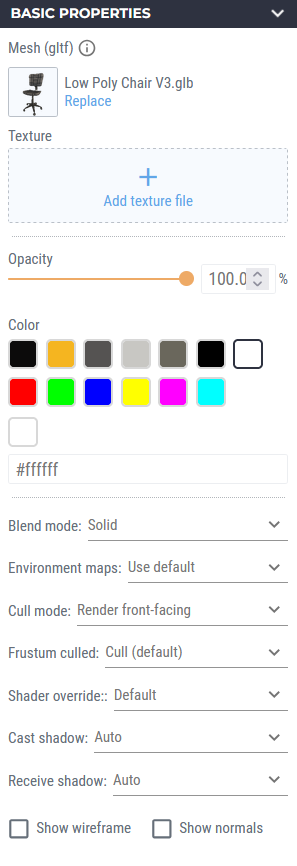 BASIC PROPERTIES
Mesh (gltf)
Low Poly Chair V3.glb
Replace
Texture
+
Add texture file
Opacity
100.0 %
Color
#ffffff
Blend mode: Solid
Environment maps: Use default
Cull mode: Render front-facing
Frustum culled: Cull (default)
Shader override:: Default
Cast shadow: Auto
Receive shadow: Auto
Show wireframe Show normals